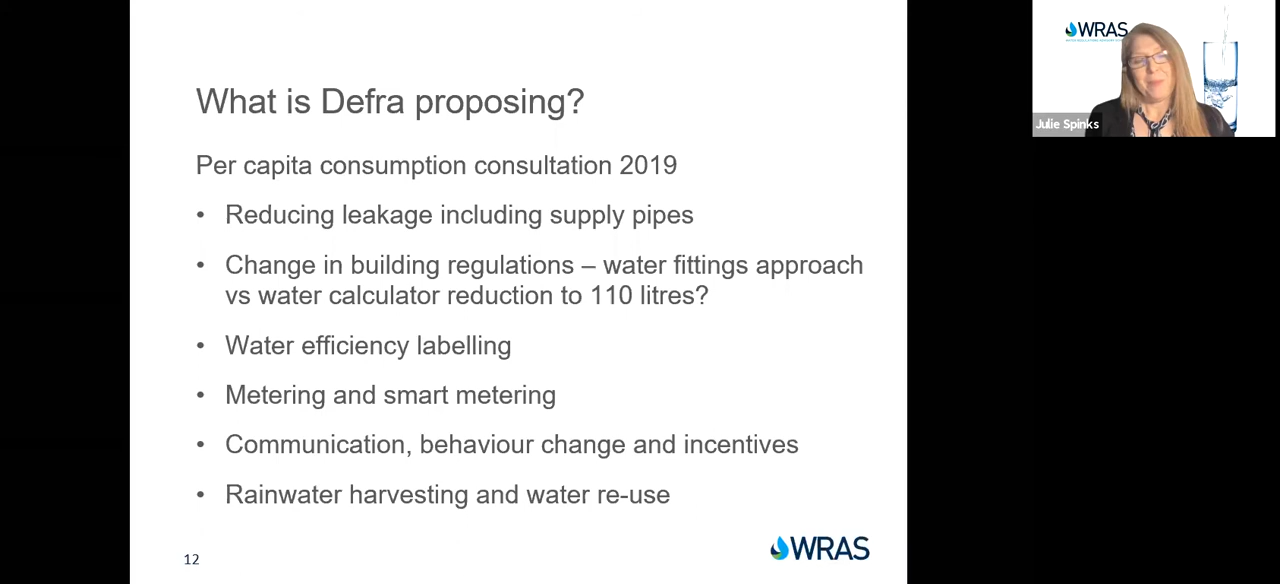 What is Defra proposing?
Per capita consumption consultation 2019
• Reducing leakage including supply pipes
• Change in building regulations – water fittings approach
vs water calculator reduction to 110 litres?
• Water efficiency labelling
• Metering and smart metering
• Communication, behaviour change and incentives
• Rainwater harvesting and water re-use
12
WRAS
WRAS
Julie Spinks